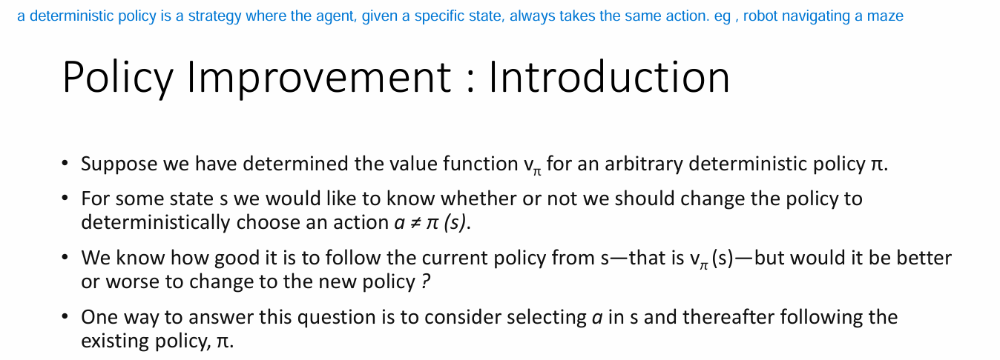 a deterministic policy is a strategy where the agent, given a specific state, always takes the same action. eg , robot navigating a maze
Policy Improvement : Introduction
• Suppose we have determined the value function vπ for an arbitrary deterministic policy π.
• For some state s we would like to know whether or not we should change the policy to
deterministically choose an action a ≠ π (s).
• We know how good it is to follow the current policy from s—that is vπ (s)—but would it be better
or worse to change to the new policy ?
• One way to answer this question is to consider selecting a in s and thereafter following the
existing policy, π.